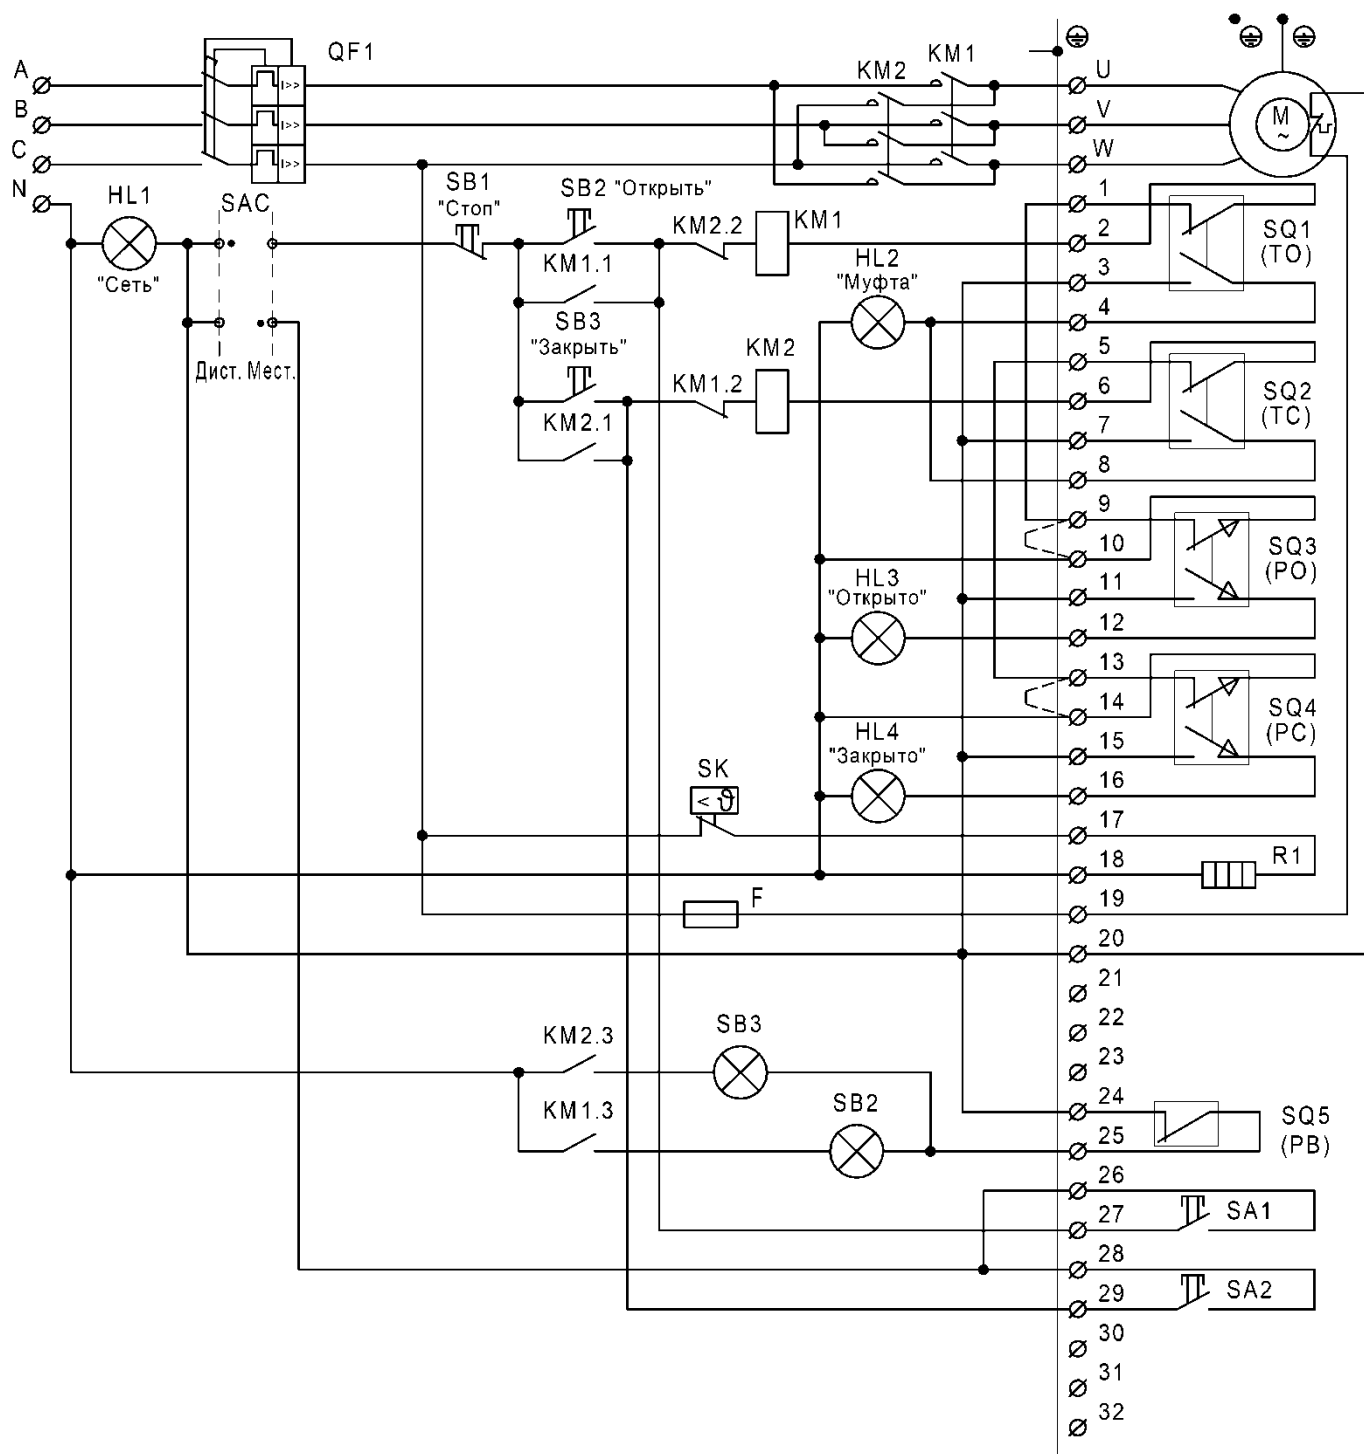 QF1
KM1
KM2
A
B
C
N
I>>
I>>
I>>
U
V
W
M
~
HL1
"Сеть"
SAC
Дист. Мест.
SB1
"Стоп"
SB2 "Открыть"
KM1.1
KM2.2
KM1
SB3
"Закрыть"
KM2.1
KM1.2
KM2
HL2
"Муфта"
HL3
"Открыто"
HL4
"Закрыто"
SK
< ϑ
F
KM2.3
SB3
KM1.3
SB2
1
2
3
4
5
6
7
8
9
10
11
12
13
14
15
16
17
18
19
20
21
22
23
24
25
26
27
28
29
30
31
32
SQ1
(TO)
SQ2
(TC)
SQ3
(PO)
SQ4
(PC)
R1
SQ5
(PB)
SA1
SA2